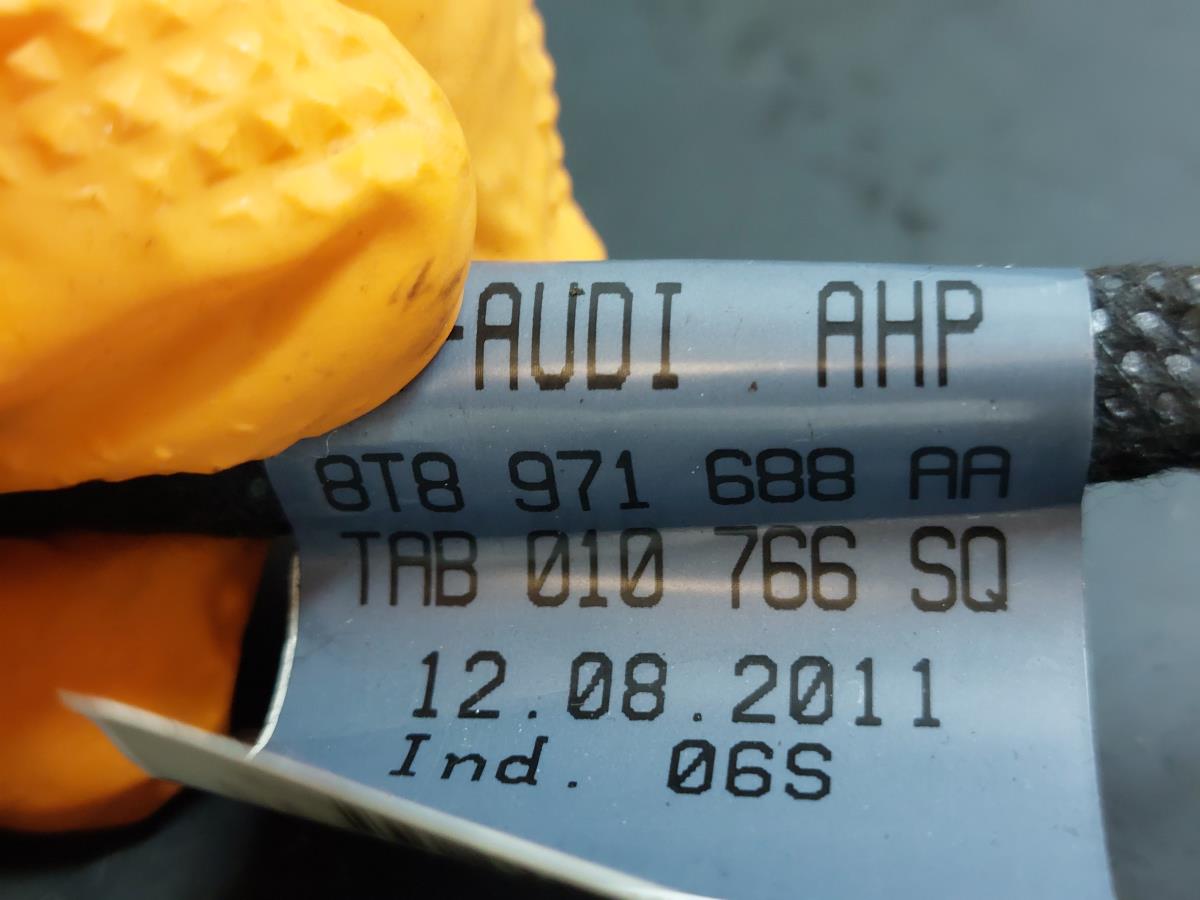 -AUDI AHP
8T8 971 688 AA
TAB 010 766 SQ
12.08.2011
Ind. 06S